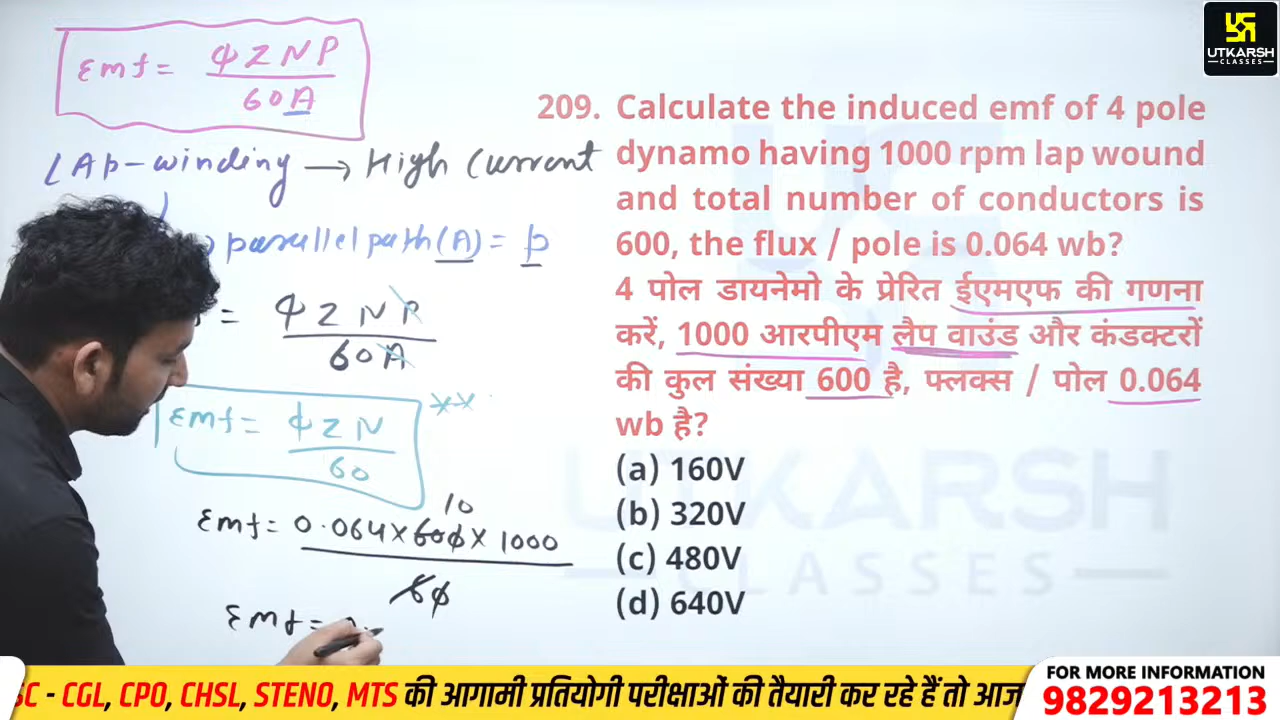 UTKARSH
CLASSES
Emf = ϕZNP
60A
LAP-winding → High Current
parallel path (A) = p
= ϕZNP
60A
Emf = ϕZN **
60
10
Emf = 0.064×600×1000
60
Emf =
209. Calculate the induced emf of 4 pole
dynamo having 1000 rpm lap wound
and total number of conductors is
600, the flux / pole is 0.064 wb?
4 पोल डायनेमो के प्रेरित ईएमएफ की गणना
करें, 1000 आरपीएम लैप वाउंड और कंडक्टरों
की कुल संख्या 600 है, फ्लक्स / पोल 0.064
wb है?
(a) 160V
(b) 320V
(c) 480V
(d) 640V
UTKARSH
CLASSES
SC - CGL, CPO, CHSL, STENO, MTS की आगामी प्रतियोगी परीक्षाओं की तैयारी कर रहे हैं तो आज
FOR MORE INFORMATION
9829213213